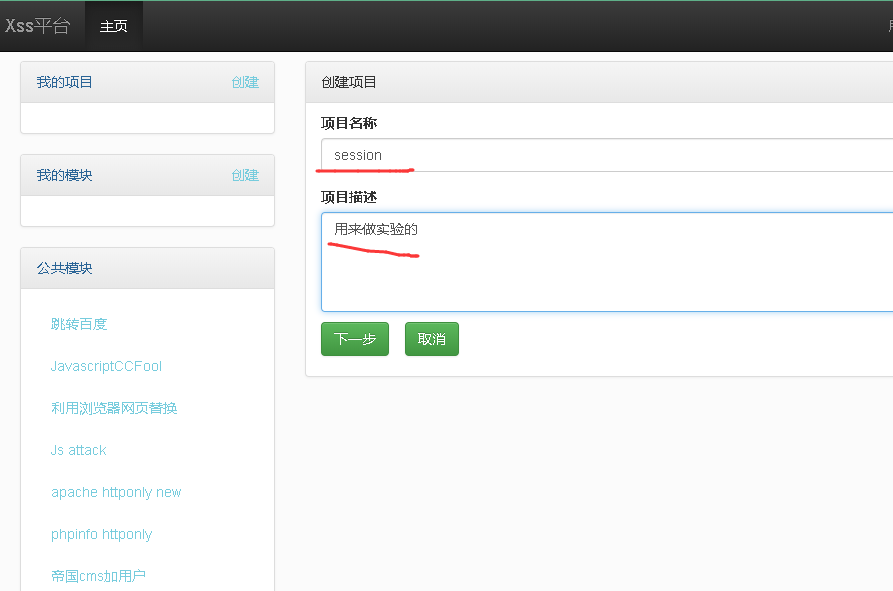 Xss平台 主页
我的项目 创建
我的模块 创建
公共模块
跳转百度
JavascriptCCFool
利用浏览器网页替换
Js attack
apache httponly new
phpinfo httponly
帝国cms加用户
创建项目
项目名称
session
项目描述
用来做实验的
下一步 取消